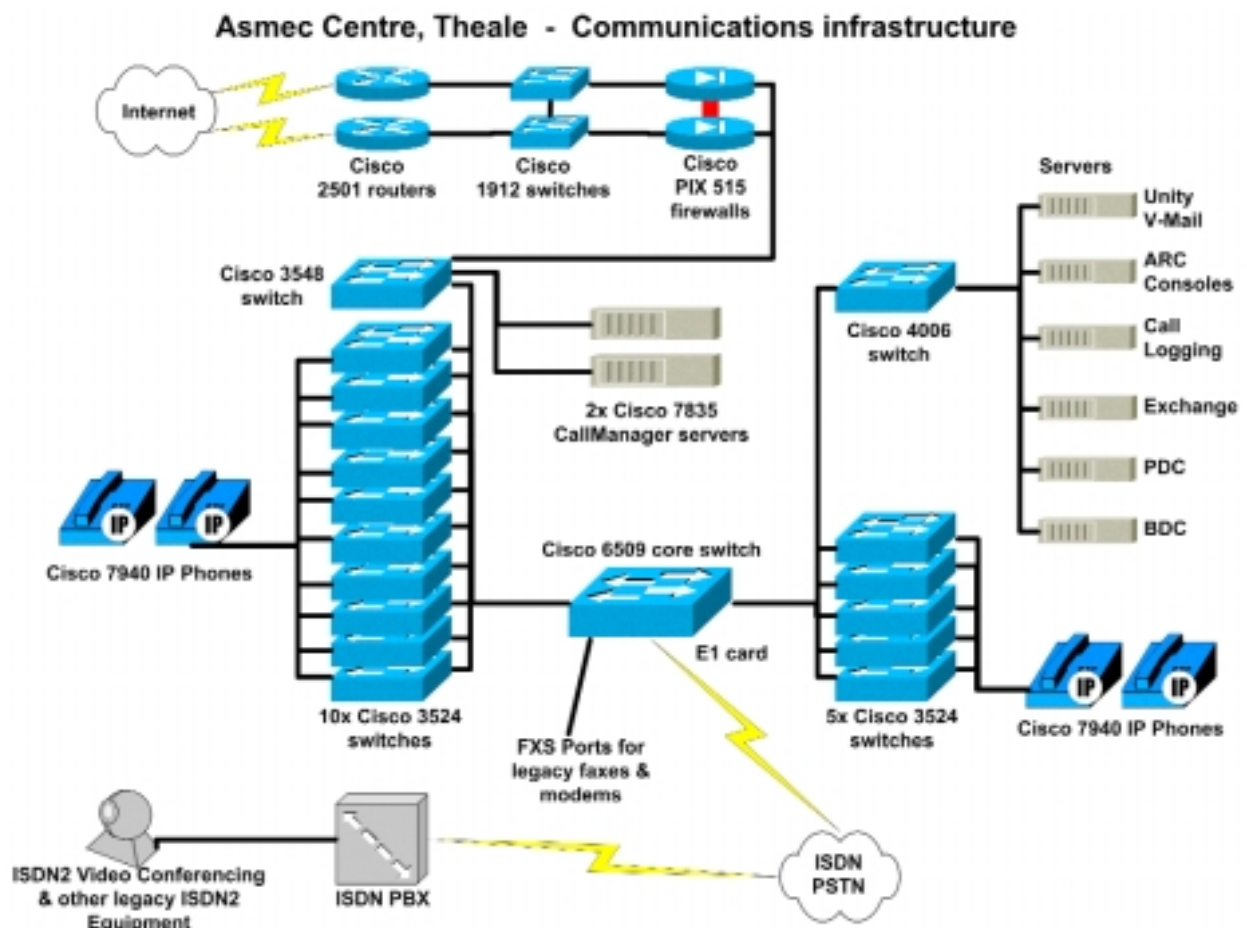 Asmec Centre, Theale - Communications infrastructure
Internet
Cisco
2501 routers
Cisco
1912 switches
Cisco
PIX 515
firewalls
Servers
Unity
V-Mail
ARC
Consoles
Call
Logging
Exchange
PDC
BDC
Cisco 3548
switch
Cisco 4006
switch
2x Cisco 7835
CallManager servers
IP
IP
Cisco 7940 IP Phones
Cisco 6509 core switch
E1 card
10x Cisco 3524
switches
FXS Ports for
legacy faxes &
modems
5x Cisco 3524
switches
IP
IP
Cisco 7940 IP Phones
ISDN2 Video Conferencing
& other legacy ISDN2
Equipment
ISDN PBX
ISDN
PSTN